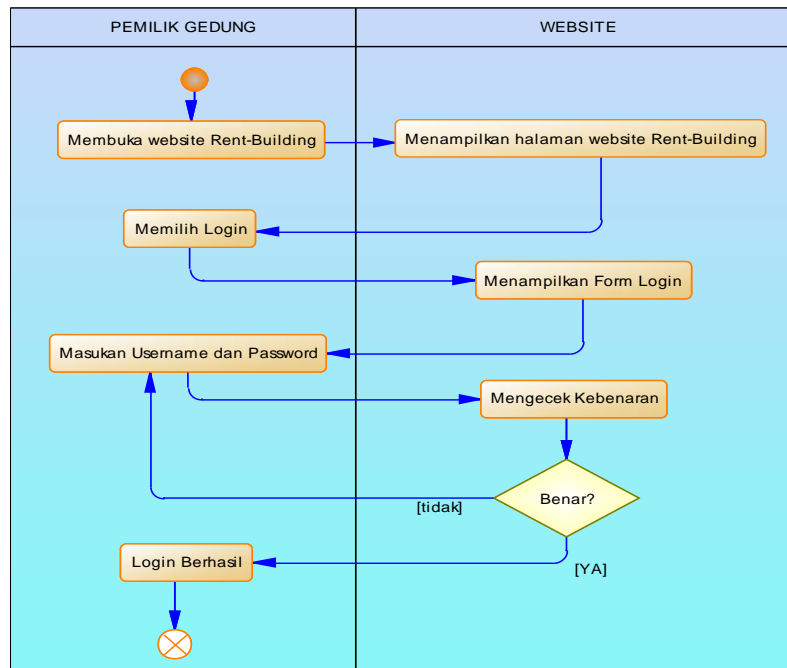 PEMILIK GEDUNG
WEBSITE
Membuka website Rent-Building
Menampilkan halaman website Rent-Building
Memilih Login
Menampilkan Form Login
Masukan Username dan Password
Mengecek Kebenaran
Benar?
[tidak]
Login Berhasil
[YA]